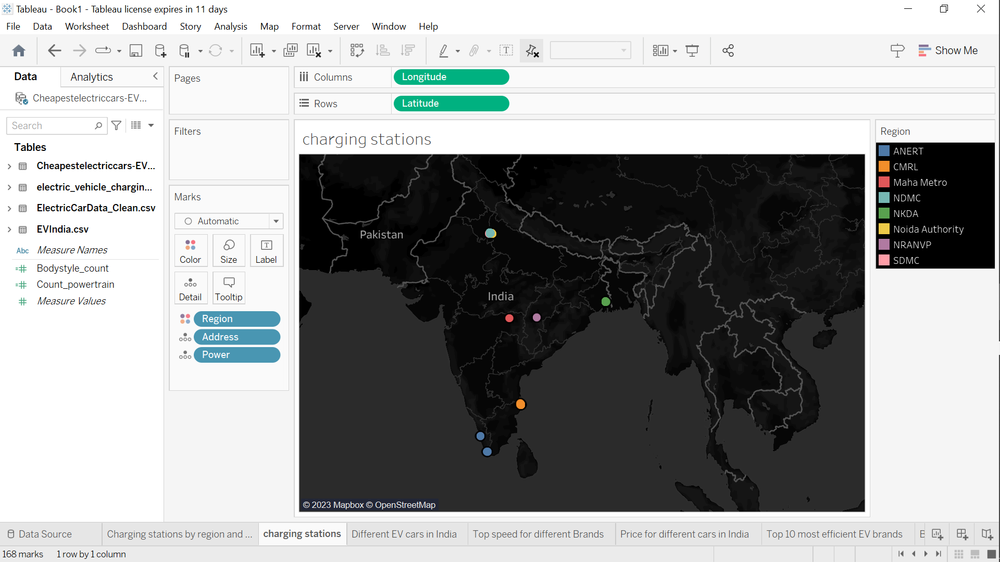 Tableau - Book1 - Tableau license expires in 11 days
File Data Worksheet Dashboard Story Analysis Map Format Server Window Help
Show Me
Data Analytics
Cheapestelectriccars-EV...
Search
Tables
Cheapestelectriccars-EV...
electric_vehicle_chargin...
ElectricCarData_Clean.csv
EVIndia.csv
Abc Measure Names
Bodystyle_count
Count_powertrain
Measure Values
Pages
Filters
Marks
Automatic
Color Size Label
Detail Tooltip
Region
Address
Power
Columns Longitude
Rows Latitude
charging stations
Pakistan
India
© 2023 Mapbox © OpenStreetMap
Region
ANERT
CMRL
Maha Metro
NDMC
NKDA
Noida Authority
NRANVP
SDMC
Data Source Charging stations by region and ... charging stations Different EV cars in India Top speed for different Brands Price for different cars in India Top 10 most efficient EV brands
168 marks 1 row by 1 column